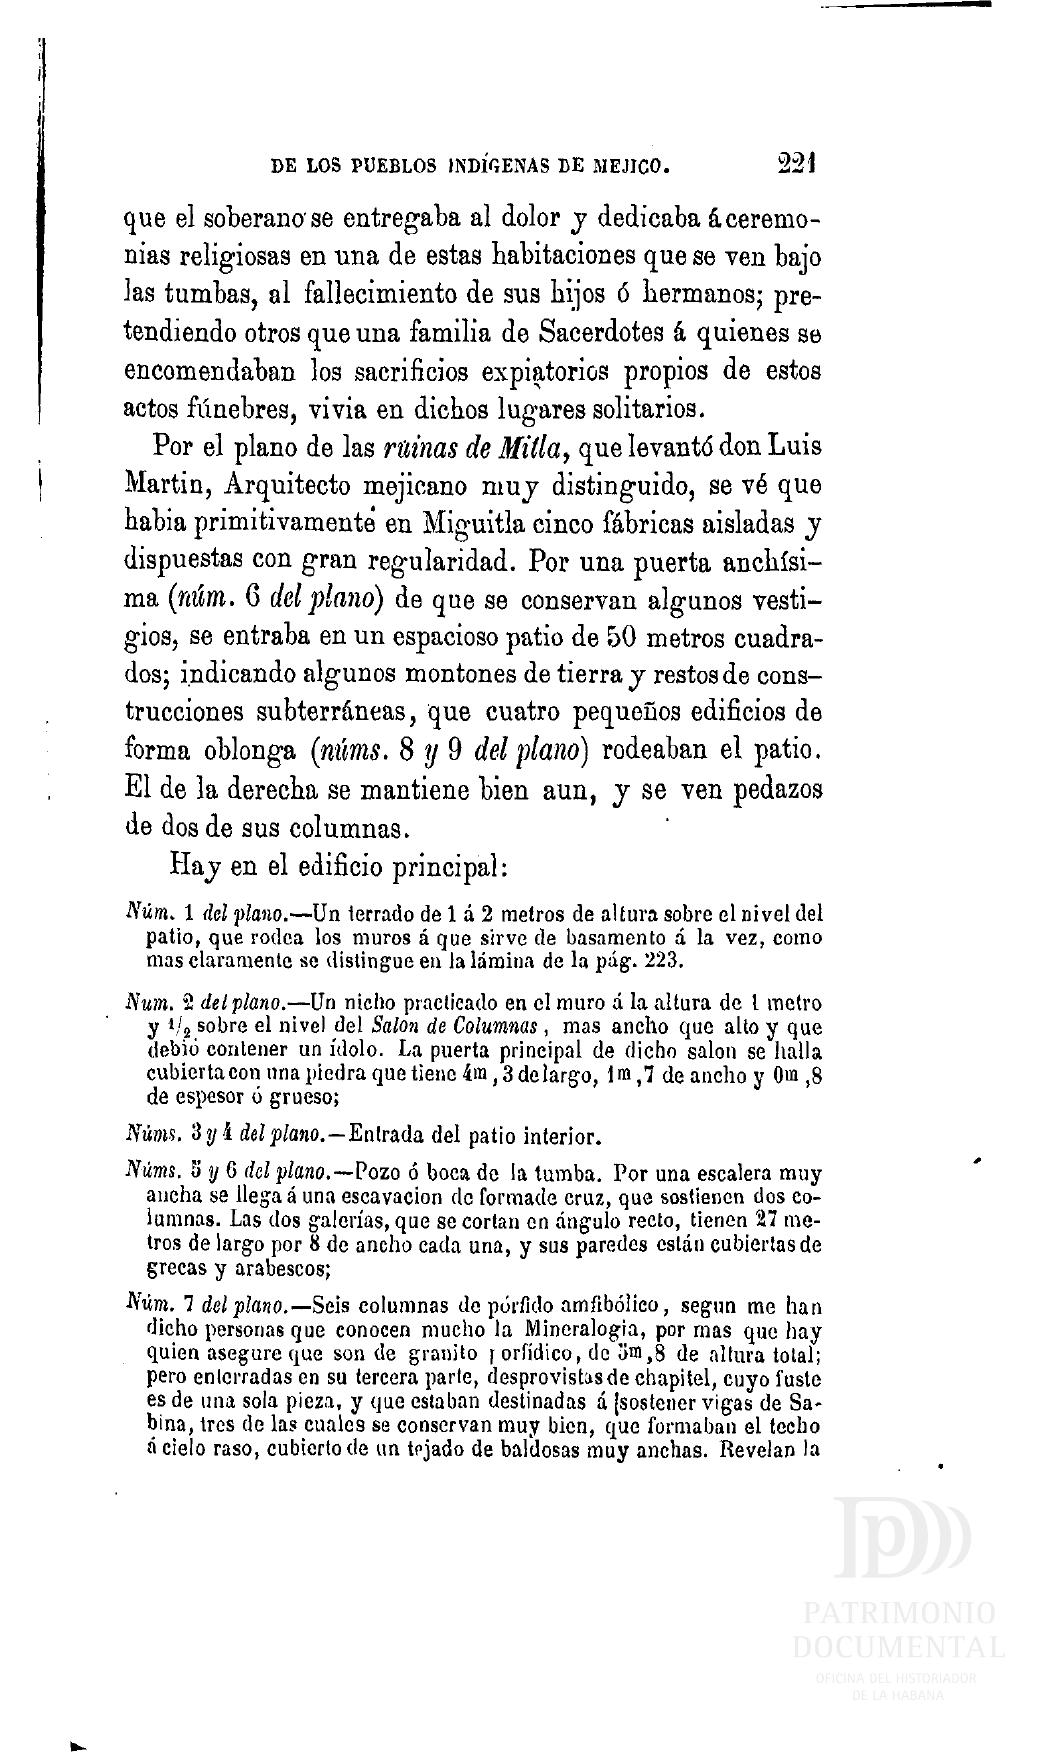 DE LOS PUEBLOS INDÍGENAS DE MEJICO. 221
que el soberano se entregaba al dolor y dedicaba á ceremo-
nias religiosas en una de estas habitaciones que se ven bajo
las tumbas, al fallecimiento de sus hijos ó hermanos; pre-
tendiendo otros que una familia de Sacerdotes á quienes se
encomendaban los sacrificios expiatorios propios de estos
actos fúnebres, vivia en dichos lugares solitarios.
Por el plano de las ruinas de Mitla, que levantó don Luis
Martin, Arquitecto mejicano muy distinguido, se vé que
habia primitivamente en Miguitla cinco fábricas aisladas y
dispuestas con gran regularidad. Por una puerta anchísi-
ma (núm. 6 del plano) de que se conservan algunos vesti-
gios, se entraba en un espacioso patio de 50 metros cuadra-
dos; indicando algunos montones de tierra y restos de cons-
trucciones subterráneas, que cuatro pequeños edificios de
forma oblonga (núms. 8 y 9 del plano) rodeaban el patio.
El de la derecha se mantiene bien aun, y se ven pedazos
de dos de sus columnas.
Hay en el edificio principal:
Núm. 1 del plano.—Un terrado de 1 á 2 metros de altura sobre el nivel del
patio, que rodea los muros á que sirve de basamento á la vez, como
mas claramente se distingue en la lámina de la pág. 223.
Num. 2 del plano.—Un nicho practicado en el muro á la altura de 1 metro
y 1/2 sobre el nivel del Salon de Columnas, mas ancho que alto y que
debió contener un ídolo. La puerta principal de dicho salon se halla
cubierta con una piedra que tiene 4m,3 de largo, 1m,7 de ancho y 0m,8
de espesor ó grueso;
Núms. 3 y 4 del plano.—Entrada del patio interior.
Núms. 5 y 6 del plano.—Pozo ó boca de la tumba. Por una escalera muy
ancha se llega á una escavacion de forma de cruz, que sostienen dos co-
lumnas. Las dos galerías, que se cortan en ángulo recto, tienen 27 me-
tros de largo por 8 de ancho cada una, y sus paredes están cubiertas de
grecas y arabescos;
Núm. 7 del plano.—Seis columnas de pórfido amfibólico, segun me han
dicho personas que conocen mucho la Mineralogia, por mas que hay
quien asegure que son de granito porfídico, de 5m,8 de altura total;
pero enterradas en su tercera parte, desprovistas de chapitel, cuyo fuste
es de una sola pieza, y que estaban destinadas á sostener vigas de Sa-
bina, tres de las cuales se conservan muy bien, que formaban el techo
á cielo raso, cubierto de un tejado de baldosas muy anchas. Revelan la
PATRIMONIO
DOCUMENTAL
OFICINA DEL HISTORIADOR
DE LA HABANA